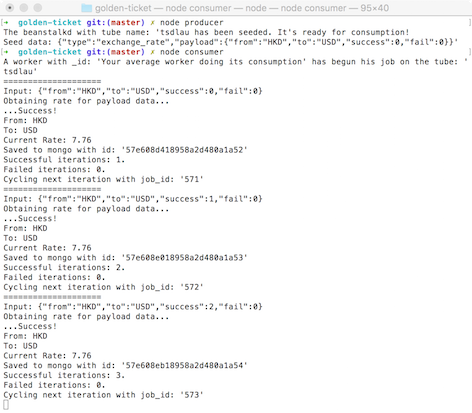 golden-ticket — node consumer — node — node consumer — 95×40
➜ golden-ticket git:(master) ✗ node producer
The beanstalkd with tube name: 'tsdlau has been seeded. It's ready for consumption!
Seed data: {"type":"exchange_rate","payload":{"from":"HKD","to":"USD","success":0,"fail":0}}'
➜ golden-ticket git:(master) ✗ node consumer
A worker with _id: 'Your average worker doing its consumption' has begun his job on the tube: '
tsdlau'
====================
Input: {"from":"HKD","to":"USD","success":0,"fail":0}
Obtaining rate for payload data...
...Success!
From: HKD
To: USD
Current Rate: 7.76
Saved to mongo with id: '57e608d418958a2d480a1a52'
Successful iterations: 1.
Failed iterations: 0.
Cycling next iteration with job_id: '571'
====================
Input: {"from":"HKD","to":"USD","success":1,"fail":0}
Obtaining rate for payload data...
...Success!
From: HKD
To: USD
Current Rate: 7.76
Saved to mongo with id: '57e608e018958a2d480a1a53'
Successful iterations: 2.
Failed iterations: 0.
Cycling next iteration with job_id: '572'
====================
Input: {"from":"HKD","to":"USD","success":2,"fail":0}
Obtaining rate for payload data...
...Success!
From: HKD
To: USD
Current Rate: 7.76
Saved to mongo with id: '57e608eb18958a2d480a1a54'
Successful iterations: 3.
Failed iterations: 0.
Cycling next iteration with job_id: '573'